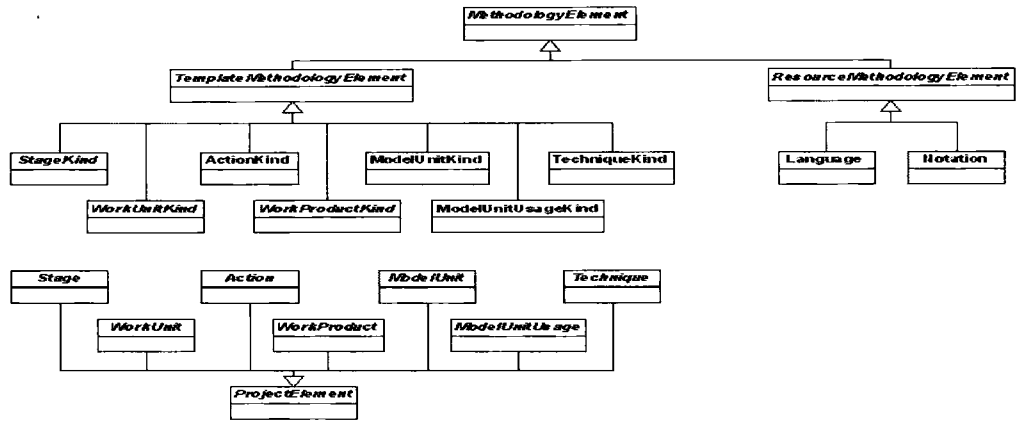 MethodologyElement
TemplateMethodologyElement
ResourceMethodologyElement
StageKind
ActionKind
ModelUnitKind
TechniqueKind
Language
Notation
WorkUnitKind
WorkProductKind
ModelUnitUsageKind
Stage
Action
ModelUnit
Technique
WorkUnit
WorkProduct
ModelUnitUsage
ProjectElement